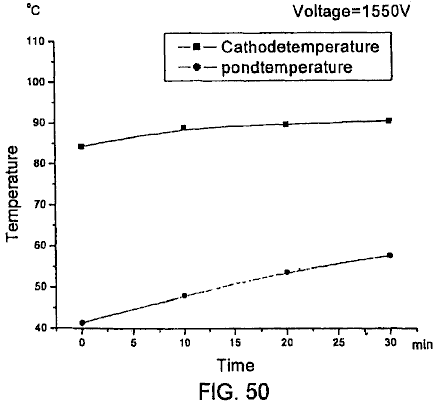 °C
Voltage=1550V
Cathodetemperature
pondtemperature
110
100
90
80
70
60
50
40
Temperature
0 5 10 15 20 25 30 min
Time
FIG. 50